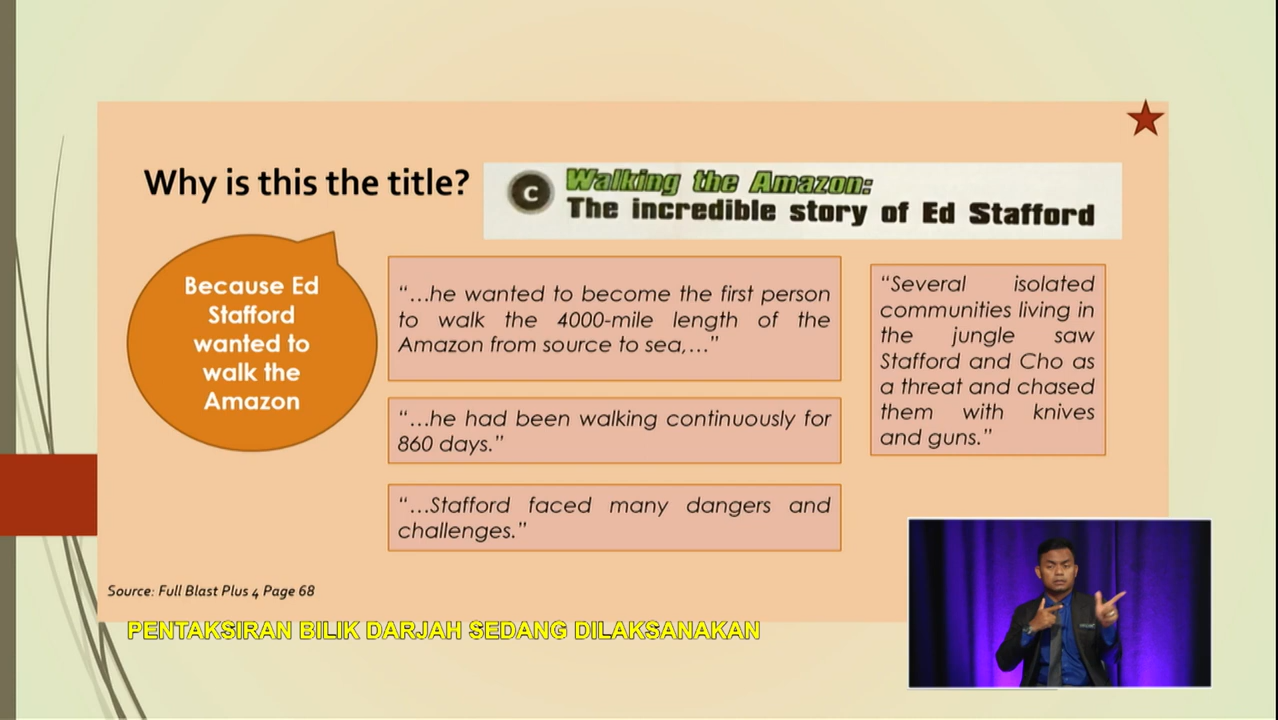 Why is this the title?
C Walking the Amazon:
The incredible story of Ed Stafford
Because Ed
Stafford
wanted to
walk the
Amazon
“…he wanted to become the first person
to walk the 4000-mile length of the
Amazon from source to sea,…”
“…he had been walking continuously for
860 days.”
“…Stafford faced many dangers and
challenges.”
“Several isolated
communities living in
the jungle saw
Stafford and Cho as
a threat and chased
them with knives
and guns.”
Source: Full Blast Plus 4 Page 68
PENTAKSIRAN BILIK DARJAH SEDANG DILAKSANAKAN